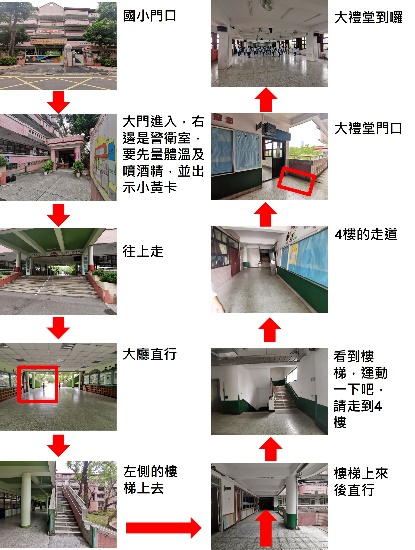 國小門口
大門進入，右
邊是警衛室，
要先量體溫及
噴酒精，並出
示小黃卡
往上走
大廳直行
左側的樓
梯上去
樓梯上來
後直行
看到樓
梯，運動
一下吧，
請走到4
樓
4樓的走道
大禮堂門口
大禮堂到囉